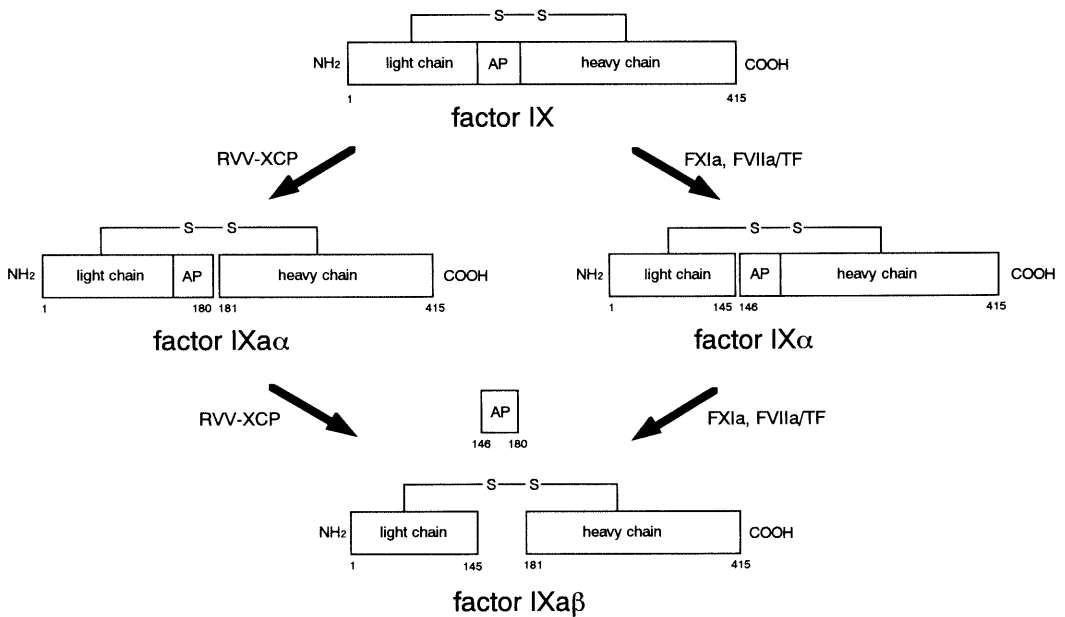 S S
NH2 light chain AP heavy chain COOH
1 415
factor IX
RVV-XCP FXIa, FVIIa/TF
S S S S
NH2 light chain AP heavy chain COOH NH2 light chain AP heavy chain COOH
1 180 181 415 1 145 146 415
factor IXaα factor IXα
RVV-XCP AP FXIa, FVIIa/TF
146 180
S S
NH2 light chain heavy chain COOH
1 145 181 415
factor IXaβ